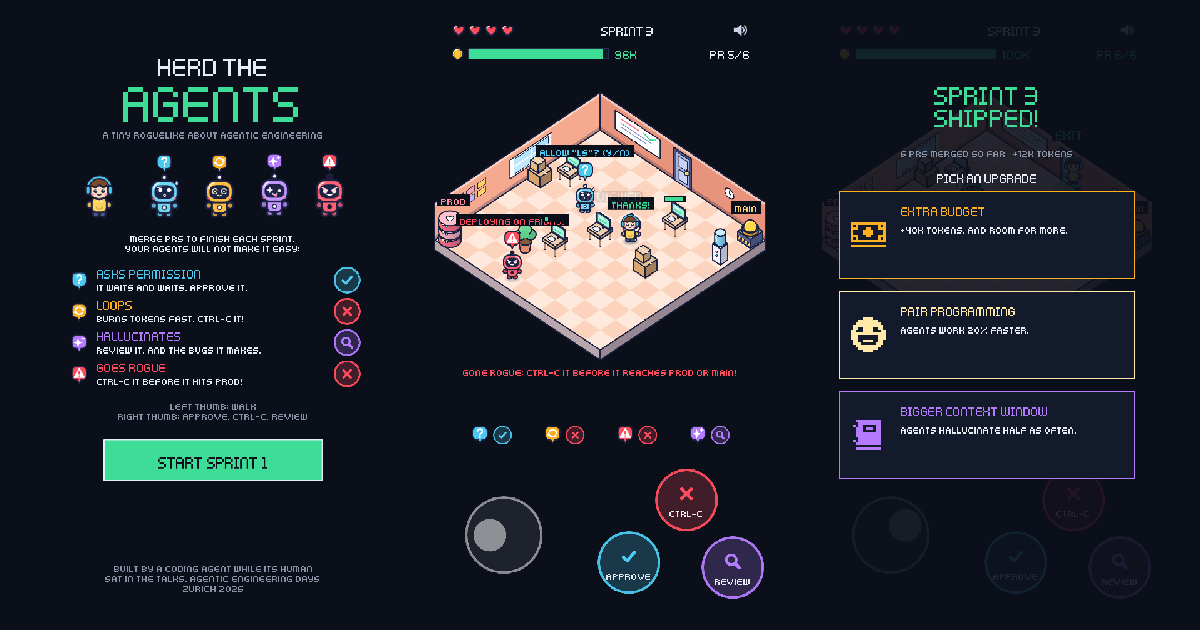 HERD THE
AGENTS
A TINY ROGUELIKE ABOUT AGENTIC ENGINEERING
MERGE PRS TO FINISH EACH SPRINT.
YOUR AGENTS WILL NOT MAKE IT EASY:
ASKS PERMISSION
IT WAITS AND WAITS. APPROVE IT.
LOOPS
BURNS TOKENS FAST. CTRL-C IT!
HALLUCINATES
REVIEW IT, AND THE BUGS IT MAKES.
GOES ROGUE
CTRL-C IT BEFORE IT HITS PROD!
LEFT THUMB: WALK
RIGHT THUMB: APPROVE, CTRL-C, REVIEW
START SPRINT 1
BUILT BY A CODING AGENT WHILE ITS HUMAN
SAT IN THE TALKS. AGENTIC ENGINEERING DAYS
ZURICH 2026
SPRINT 3
96K
PR 5/6
ALLOW "LS"? (Y/N)
PROD
THANKS!
MAIN
DEPLOYING ON FRIDAY
GONE ROGUE: CTRL-C IT BEFORE IT REACHES PROD OR MAIN!
CTRL-C
APPROVE
REVIEW
SPRINT 3
100K
PR 6/6
SPRINT 3
SHIPPED!
EXIT
6 PRS MERGED SO FAR +12K TOKENS
PICK AN UPGRADE
EXTRA BUDGET
+40K TOKENS, AND ROOM FOR MORE.
PAIR PROGRAMMING
AGENTS WORK 20% FASTER.
BIGGER CONTEXT WINDOW
AGENTS HALLUCINATE HALF AS OFTEN.
CTRL-C
APPROVE
REVIEW